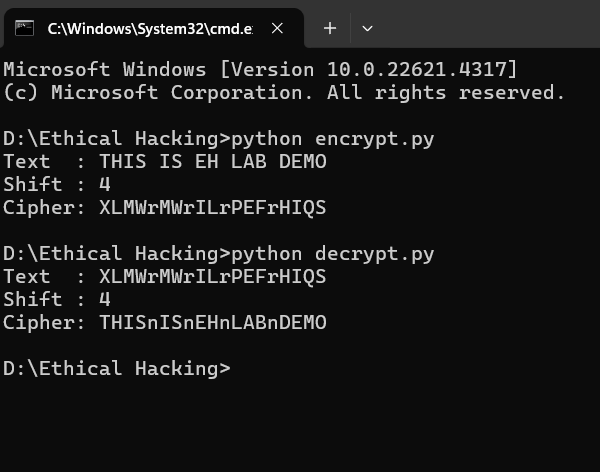 C:\Windows\System32\cmd.e
Microsoft Windows [Version 10.0.22621.4317]
(c) Microsoft Corporation. All rights reserved.
D:\Ethical Hacking>python encrypt.py
Text  : THIS IS EH LAB DEMO
Shift : 4
Cipher: XLMWrMWrILrPEFrHIQS
D:\Ethical Hacking>python decrypt.py
Text  : XLMWrMWrILrPEFrHIQS
Shift : 4
Cipher: THISnISnEHnLABnDEMO
D:\Ethical Hacking>